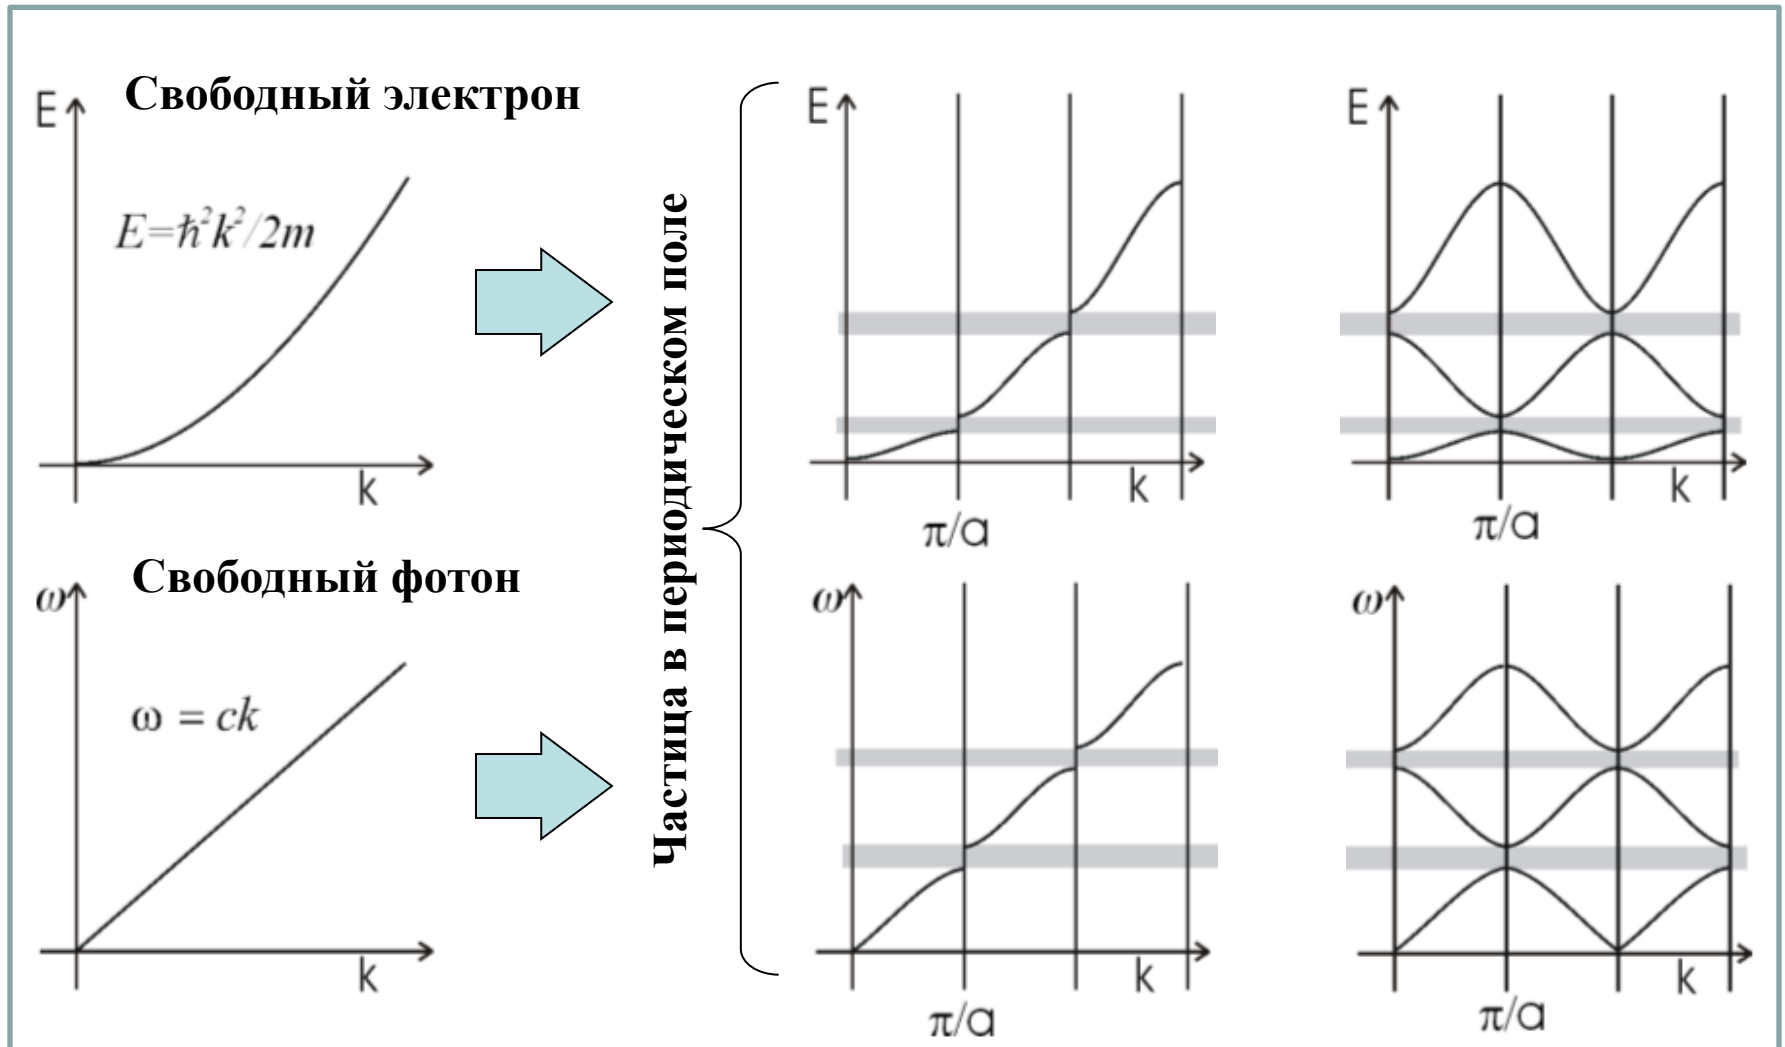 Свободный электрон
E
E=ħ²k²/2m
k
Свободный фотон
ω
ω = ck
k
Частица в периодическом поле
E
k
π/a
E
k
π/a
ω
k
π/a
ω
k
π/a